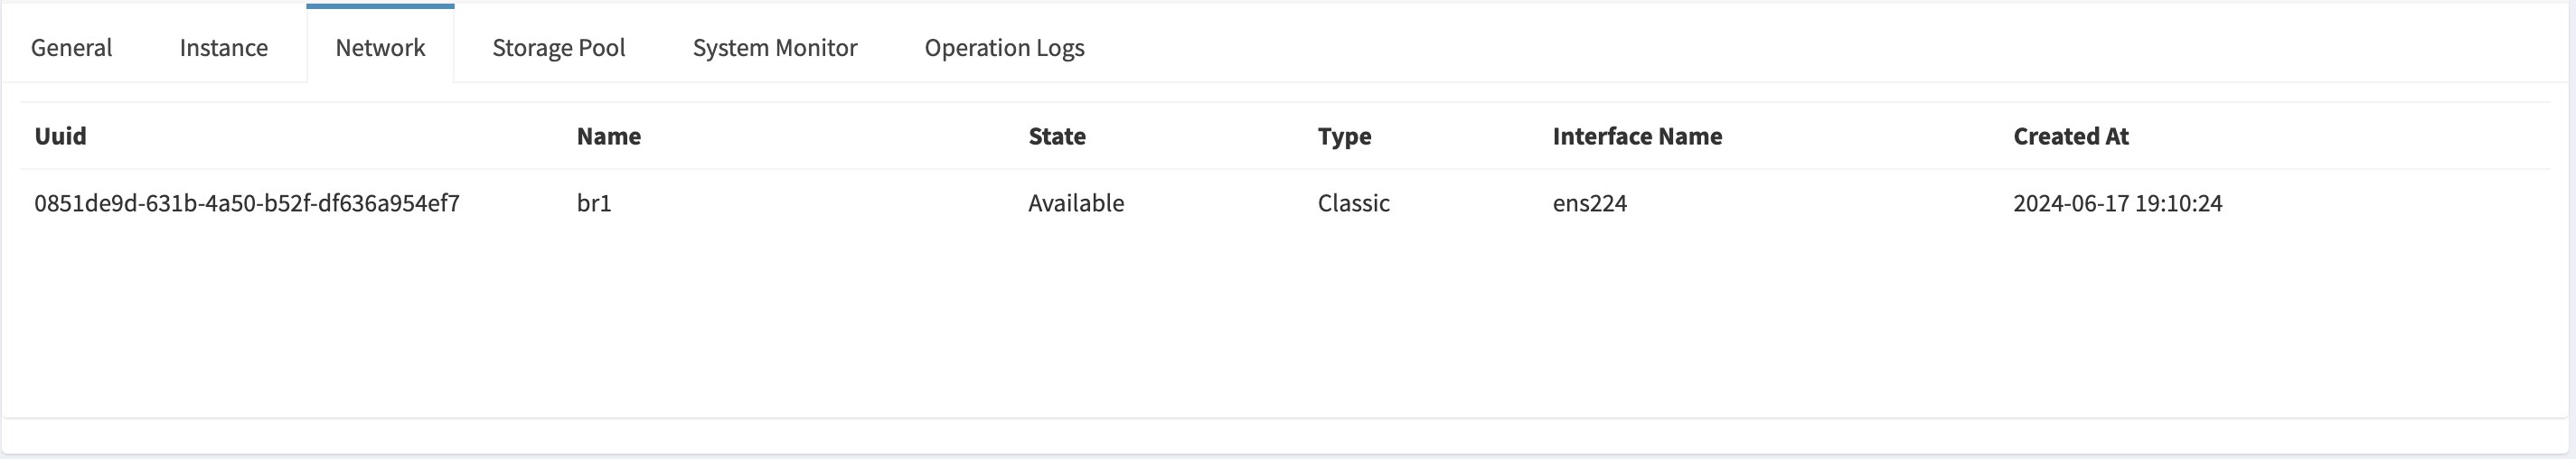 General Instance Network Storage Pool System Monitor Operation Logs
Uuid Name State Type Interface Name Created At
0851de9d-631b-4a50-b52f-df636a954ef7 br1 Available Classic ens224 2024-06-17 19:10:24